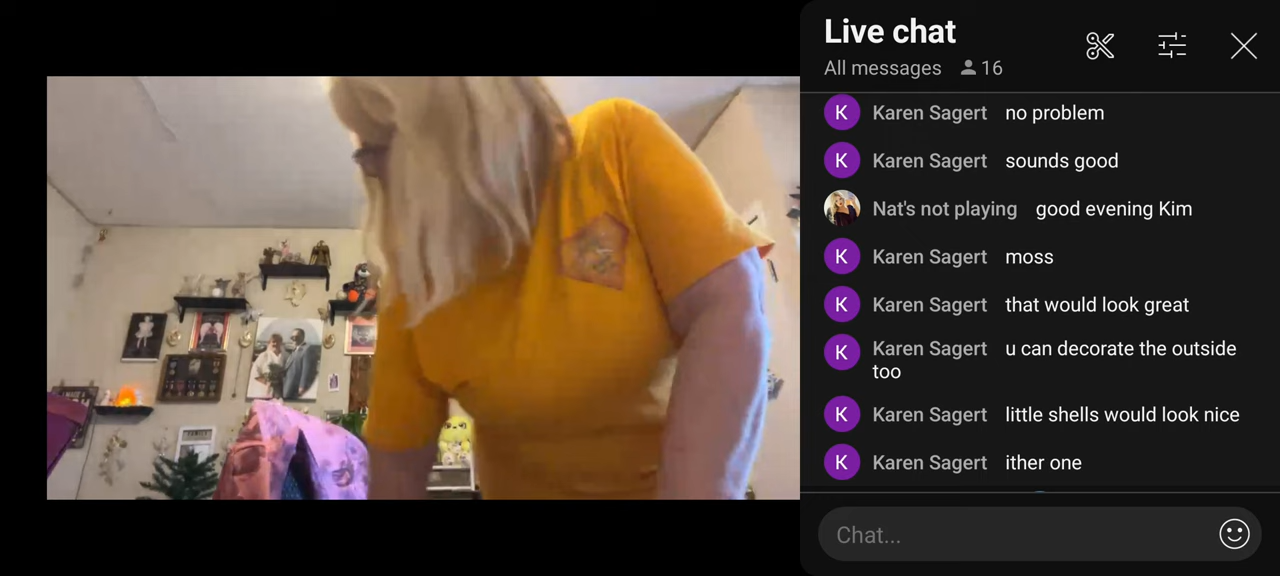 Live chat
All messages 16
K Karen Sagert no problem
K Karen Sagert sounds good
Nat's not playing good evening Kim
K Karen Sagert moss
K Karen Sagert that would look great
K Karen Sagert u can decorate the outside
too
K Karen Sagert little shells would look nice
K Karen Sagert ither one
Chat...
FAMILY